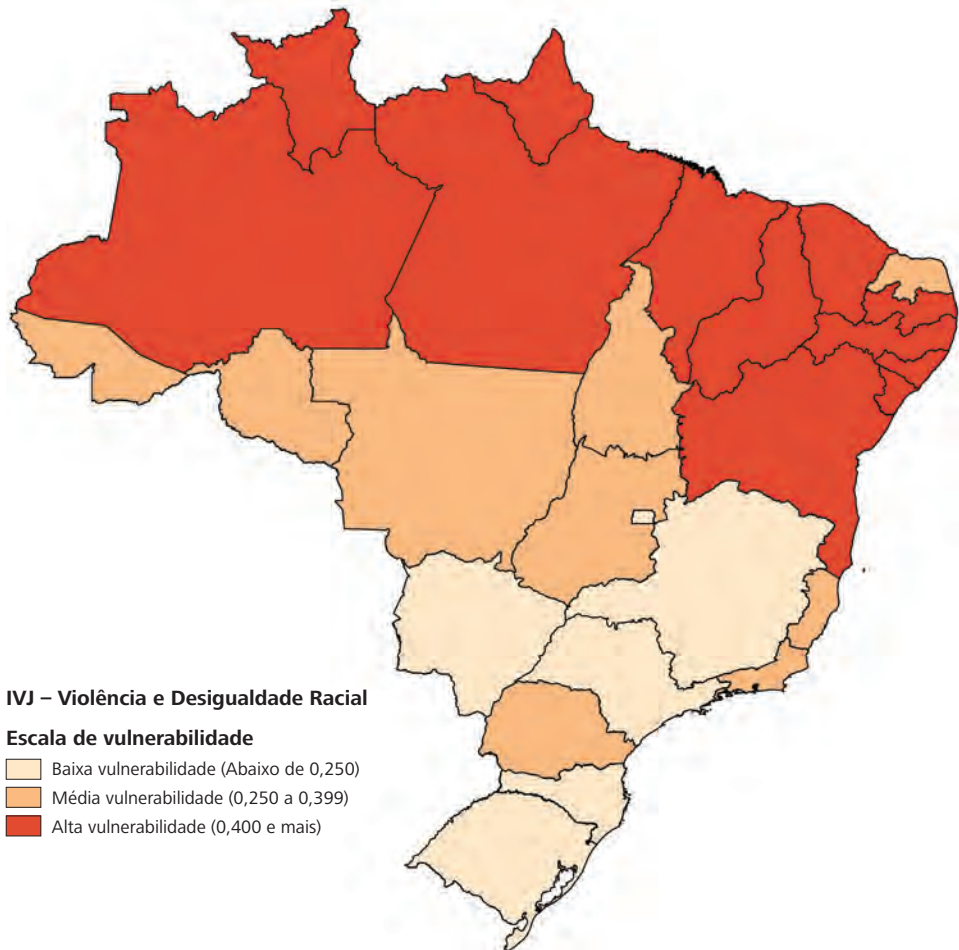 IVJ – Violência e Desigualdade Racial
Escala de vulnerabilidade
Baixa vulnerabilidade (Abaixo de 0,250)
Média vulnerabilidade (0,250 a 0,399)
Alta vulnerabilidade (0,400 e mais)